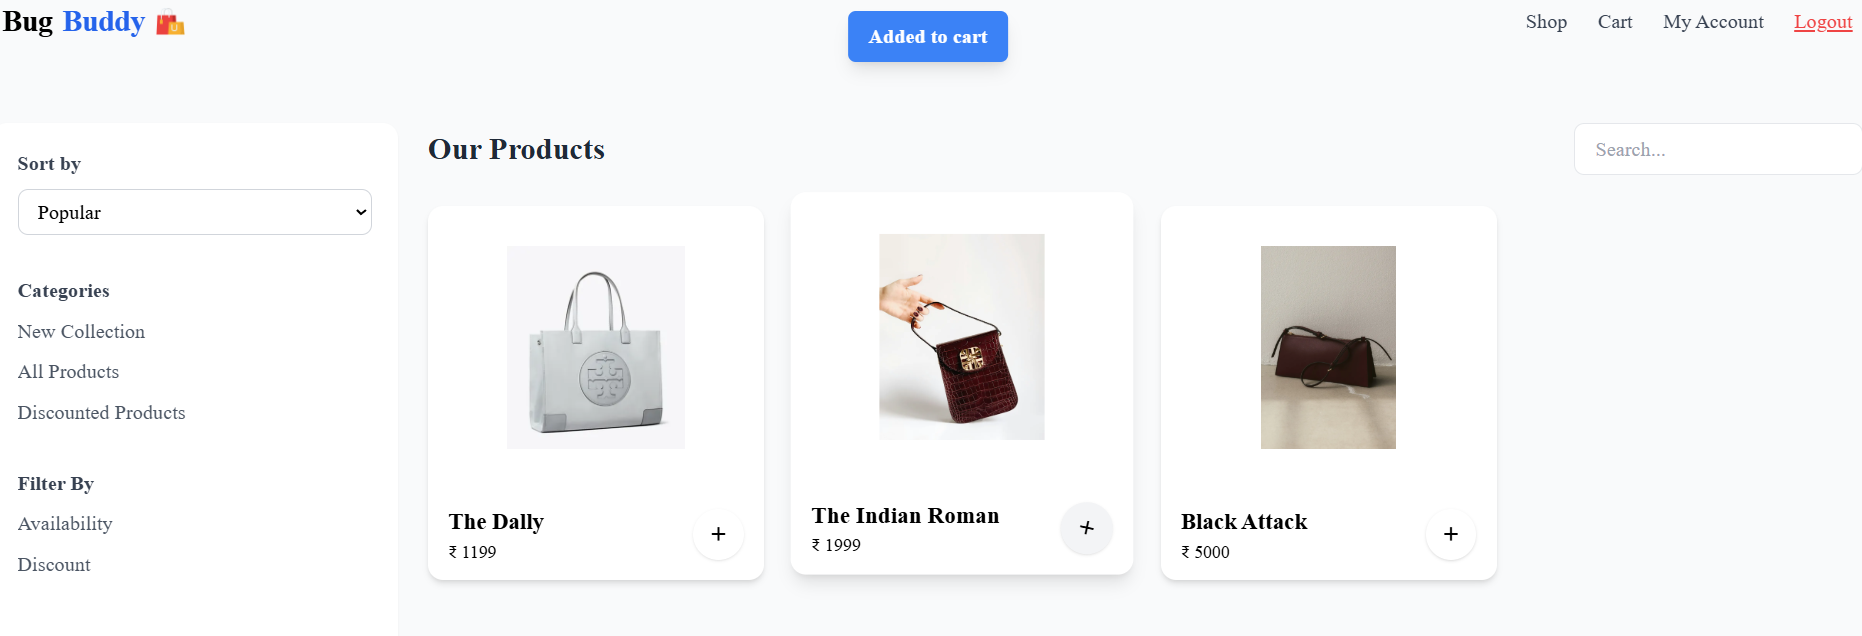 Bug Buddy
Added to cart
Shop Cart My Account Logout
Sort by
Popular
Categories
New Collection
All Products
Discounted Products
Filter By
Availability
Discount
Our Products
Search...
The Dally
₹ 1199
+
The Indian Roman
₹ 1999
+
Black Attack
₹ 5000
+